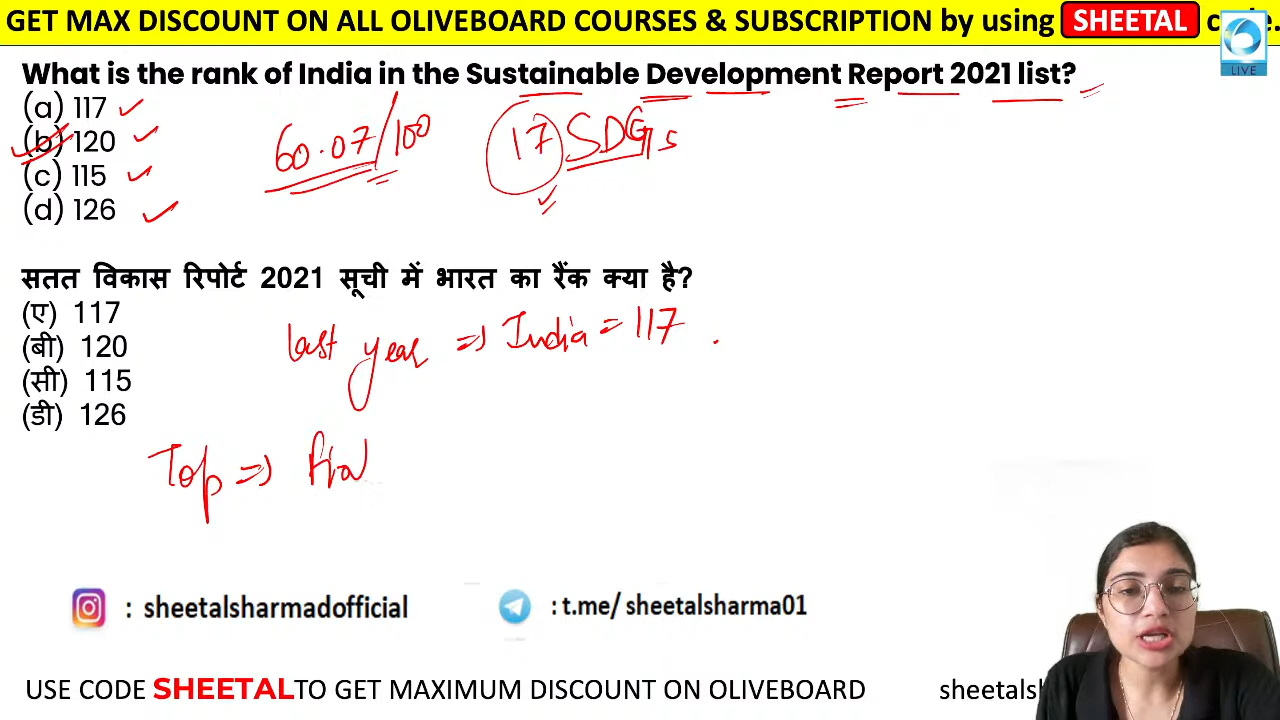 GET MAX DISCOUNT ON ALL OLIVEBOARD COURSES & SUBSCRIPTION by using SHEETAL code.
LIVE
What is the rank of India in the Sustainable Development Report 2021 list?
(a) 117
(b) 120
(c) 115
(d) 126
60.07/100
17 SDGs
सतत विकास रिपोर्ट 2021 सूची में भारत का रैंक क्या है?
(ए) 117
(बी) 120
(सी) 115
(डी) 126
last year => India = 117
Top =>
: sheetalsharmadofficial
: t.me/ sheetalsharma01
USE CODE SHEETAL TO GET MAXIMUM DISCOUNT ON OLIVEBOARD
sheetals